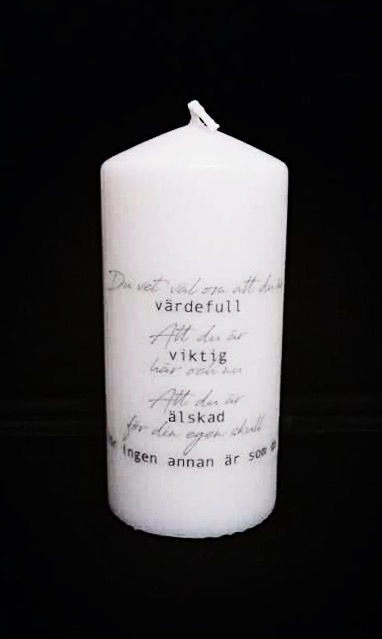 Du vet väl om att du
värdefull
Att du är
viktig
här och nu
Att du är
älskad
för din egen skull
ingen annan är som